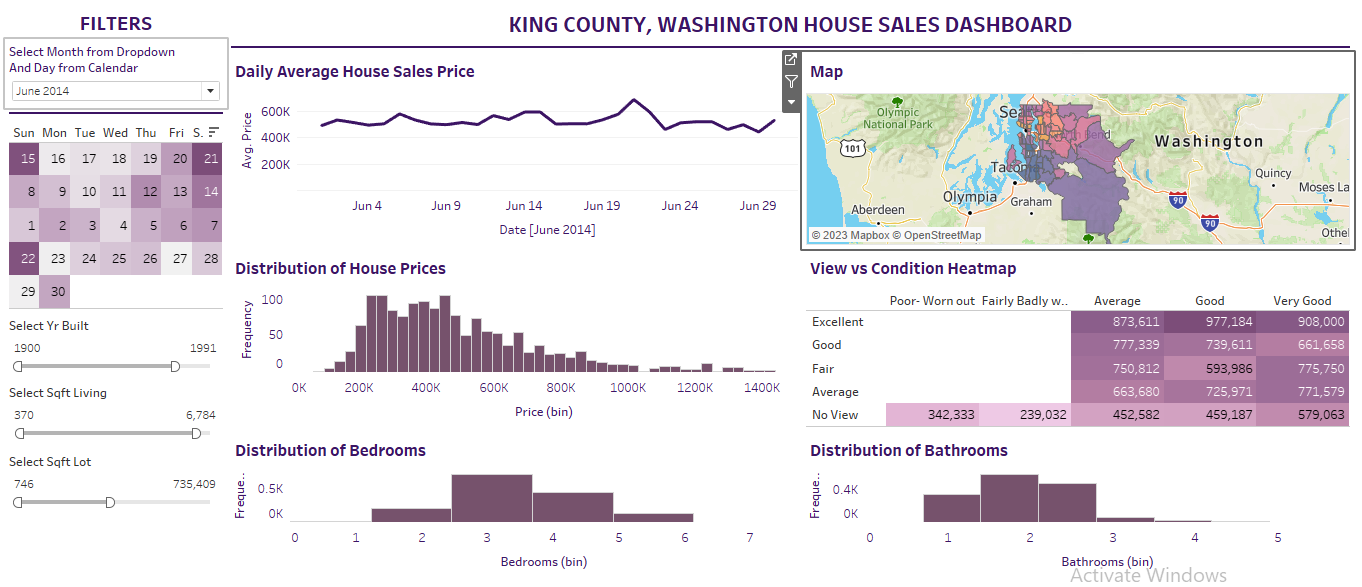 FILTERS
KING COUNTY, WASHINGTON HOUSE SALES DASHBOARD
Select Month from Dropdown
And Day from Calendar
June 2014
Sun Mon Tue Wed Thu Fri S.
15 16 17 18 19 20 21
8 9 10 11 12 13 14
1 2 3 4 5 6 7
22 23 24 25 26 27 28
29 30
Select Yr Built
1900 1991
Select Sqft Living
370 6,784
Select Sqft Lot
746 735,409
Daily Average House Sales Price
Avg. Price
600K
400K
200K
Jun 4 Jun 9 Jun 14 Jun 19 Jun 24 Jun 29
Date [June 2014]
Map
Olympic
National Park
101
Sea
Washington
Tacoma
Olympia
Graham
Aberdeen
Quincy
Moses La
90
90
Othe
© 2023 Mapbox © OpenStreetMap
Distribution of House Prices
Frequency
100
50
0
0K 200K 400K 600K 800K 1000K 1200K 1400K
Price (bin)
View vs Condition Heatmap
Poor- Worn out Fairly Badly w.. Average Good Very Good
Excellent 873,611 977,184 908,000
Good 777,339 739,611 661,658
Fair 750,812 593,986 775,750
Average 663,680 725,971 771,579
No View 342,333 239,032 452,582 459,187 579,063
Distribution of Bedrooms
Freque..
0.5K
0K
0 1 2 3 4 5 6 7
Bedrooms (bin)
Distribution of Bathrooms
Freque..
0.4K
0K
0 1 2 3 4 5
Bathrooms (bin)
Activate Windows